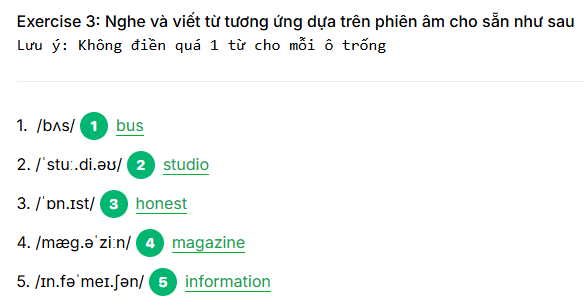 Exercise 3: Nghe và viết từ tương ứng dựa trên phiên âm cho sẵn như sau
Lưu ý: Không điền quá 1 từ cho mỗi ô trống
1. /bʌs/ 1 bus
2. /ˈstuː.di.əʊ/ 2 studio
3. /ˈɒn.ɪst/ 3 honest
4. /mæg.əˈziːn/ 4 magazine
5. /ɪn.fəˈmeɪ.ʃən/ 5 information